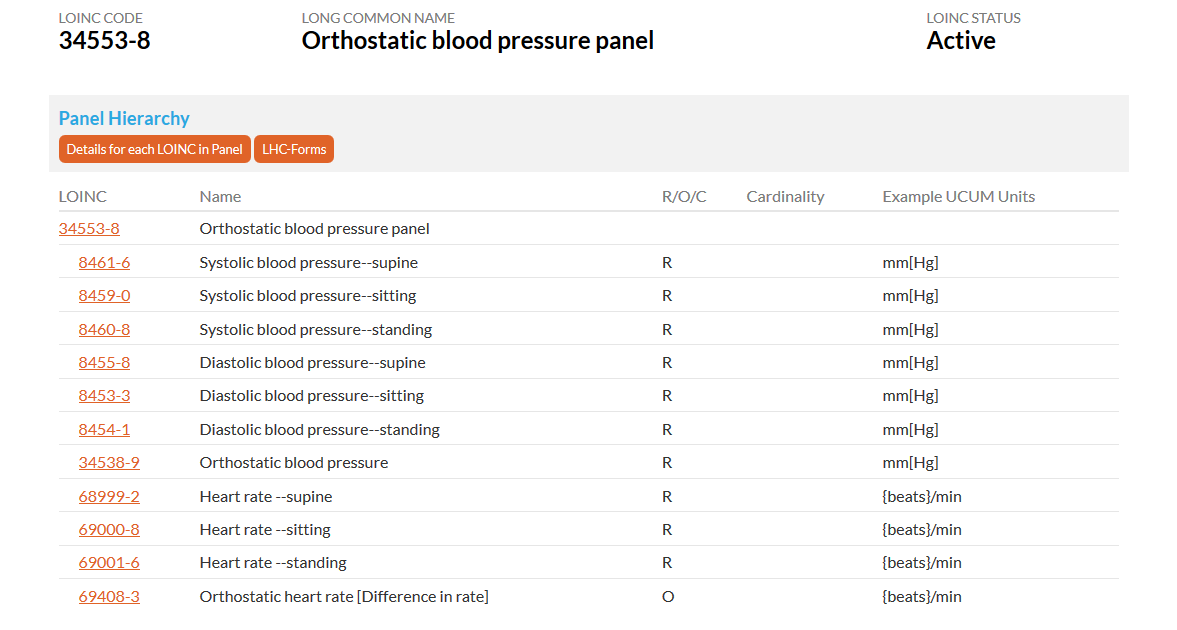 LOINC CODE LONG COMMON NAME LOINC STATUS
34553-8 Orthostatic blood pressure panel Active
Panel Hierarchy
Details for each LOINC in Panel LHC-Forms
LOINC Name R/O/C Cardinality Example UCUM Units
34553-8 Orthostatic blood pressure panel
8461-6 Systolic blood pressure--supine R mm[Hg]
8459-0 Systolic blood pressure--sitting R mm[Hg]
8460-8 Systolic blood pressure--standing R mm[Hg]
8455-8 Diastolic blood pressure--supine R mm[Hg]
8453-3 Diastolic blood pressure--sitting R mm[Hg]
8454-1 Diastolic blood pressure--standing R mm[Hg]
34538-9 Orthostatic blood pressure R mm[Hg]
68999-2 Heart rate --supine R {beats}/min
69000-8 Heart rate --sitting R {beats}/min
69001-6 Heart rate --standing R {beats}/min
69408-3 Orthostatic heart rate [Difference in rate] O {beats}/min